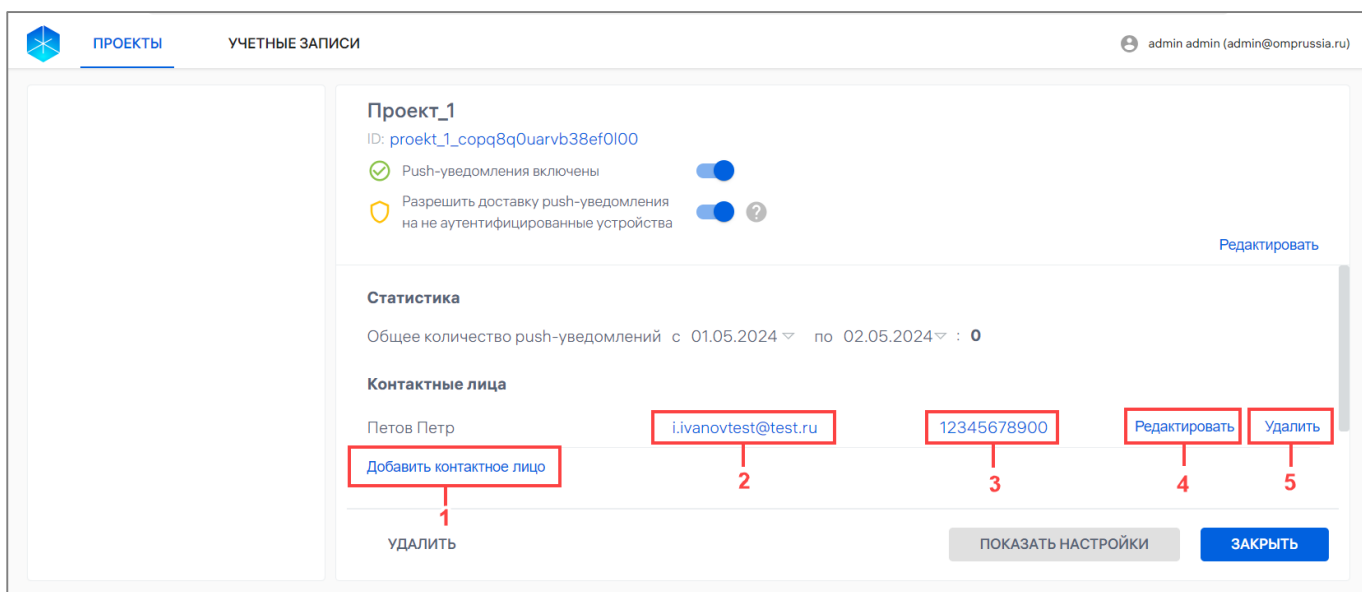 ПРОЕКТЫ УЧЕТНЫЕ ЗАПИСИ admin admin (admin@omprussia.ru)
Проект_1
ID: proekt_1_copq8q0uarvb38ef0l00
Push-уведомления включены
Разрешить доставку push-уведомления
на не аутентифицированные устройства ?
Редактировать
Статистика
Общее количество push-уведомлений с 01.05.2024 по 02.05.2024 : 0
Контактные лица
Петов Петр i.ivanovtest@test.ru 12345678900 Редактировать Удалить
Добавить контактное лицо
2 3 4 5
1
УДАЛИТЬ ПОКАЗАТЬ НАСТРОЙКИ ЗАКРЫТЬ